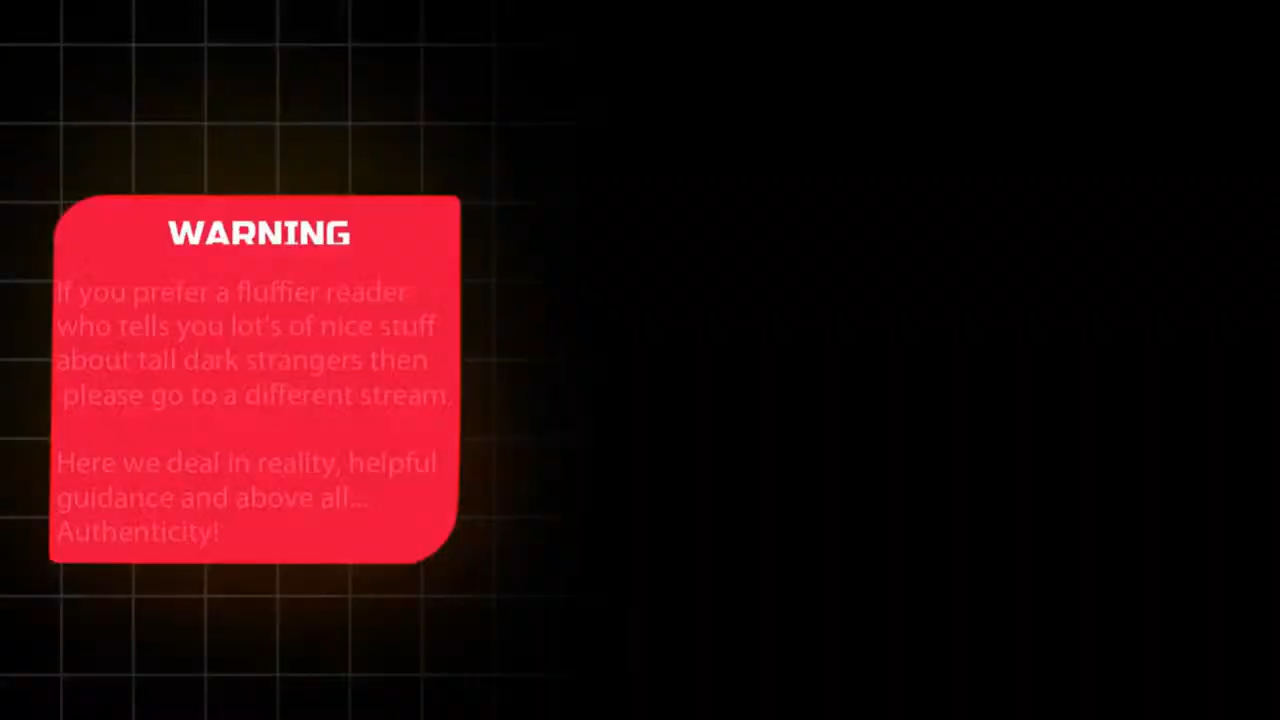 WARNING
If you prefer a fluffier reader
who tells you lot's of nice stuff
about tall dark strangers then
please go to a different stream.
Here we deal in reality, helpful
guidance and above all...
Authenticity!